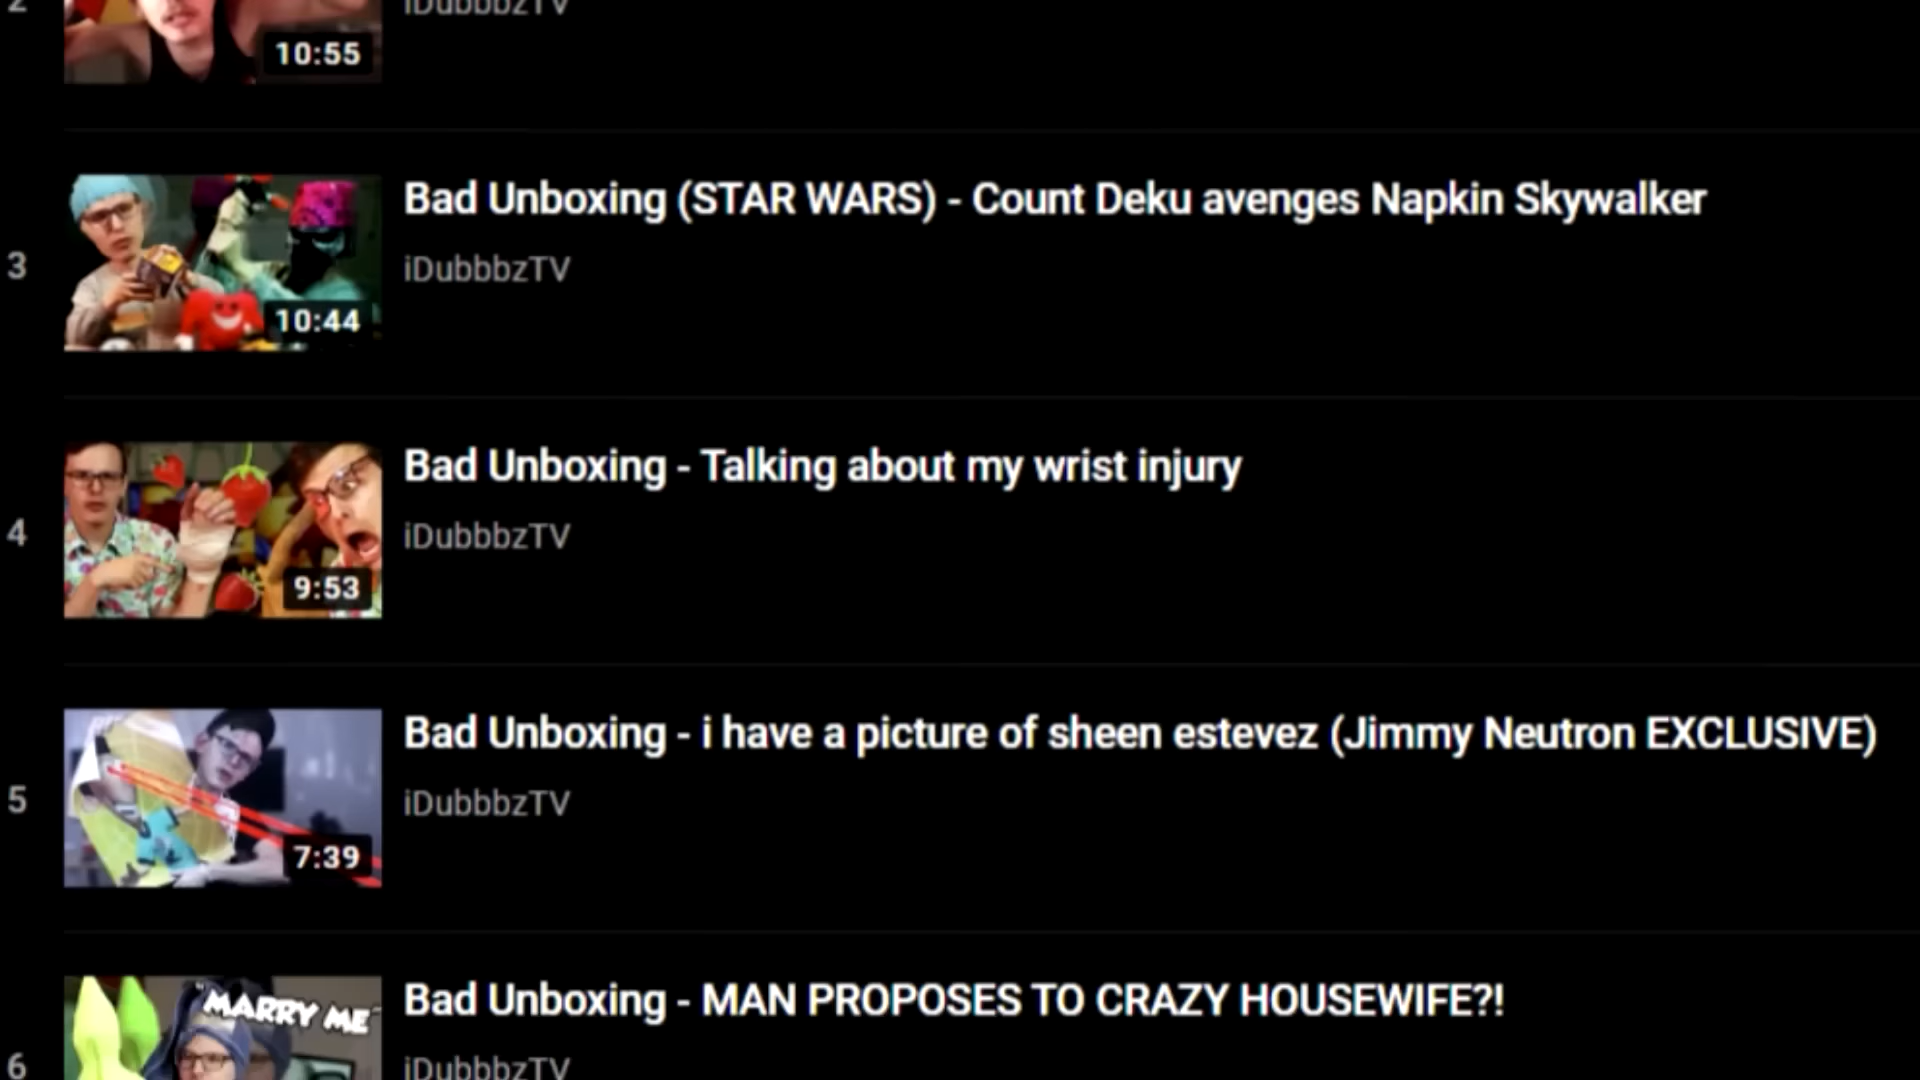 2
iDubbbzTV
10:55
3
Bad Unboxing (STAR WARS) - Count Deku avenges Napkin Skywalker
iDubbbzTV
10:44
4
Bad Unboxing - Talking about my wrist injury
iDubbbzTV
9:53
5
Bad Unboxing - i have a picture of sheen estevez (Jimmy Neutron EXCLUSIVE)
iDubbbzTV
7:39
6
"MARRY ME"
Bad Unboxing - MAN PROPOSES TO CRAZY HOUSEWIFE?!
iDubbbzTV